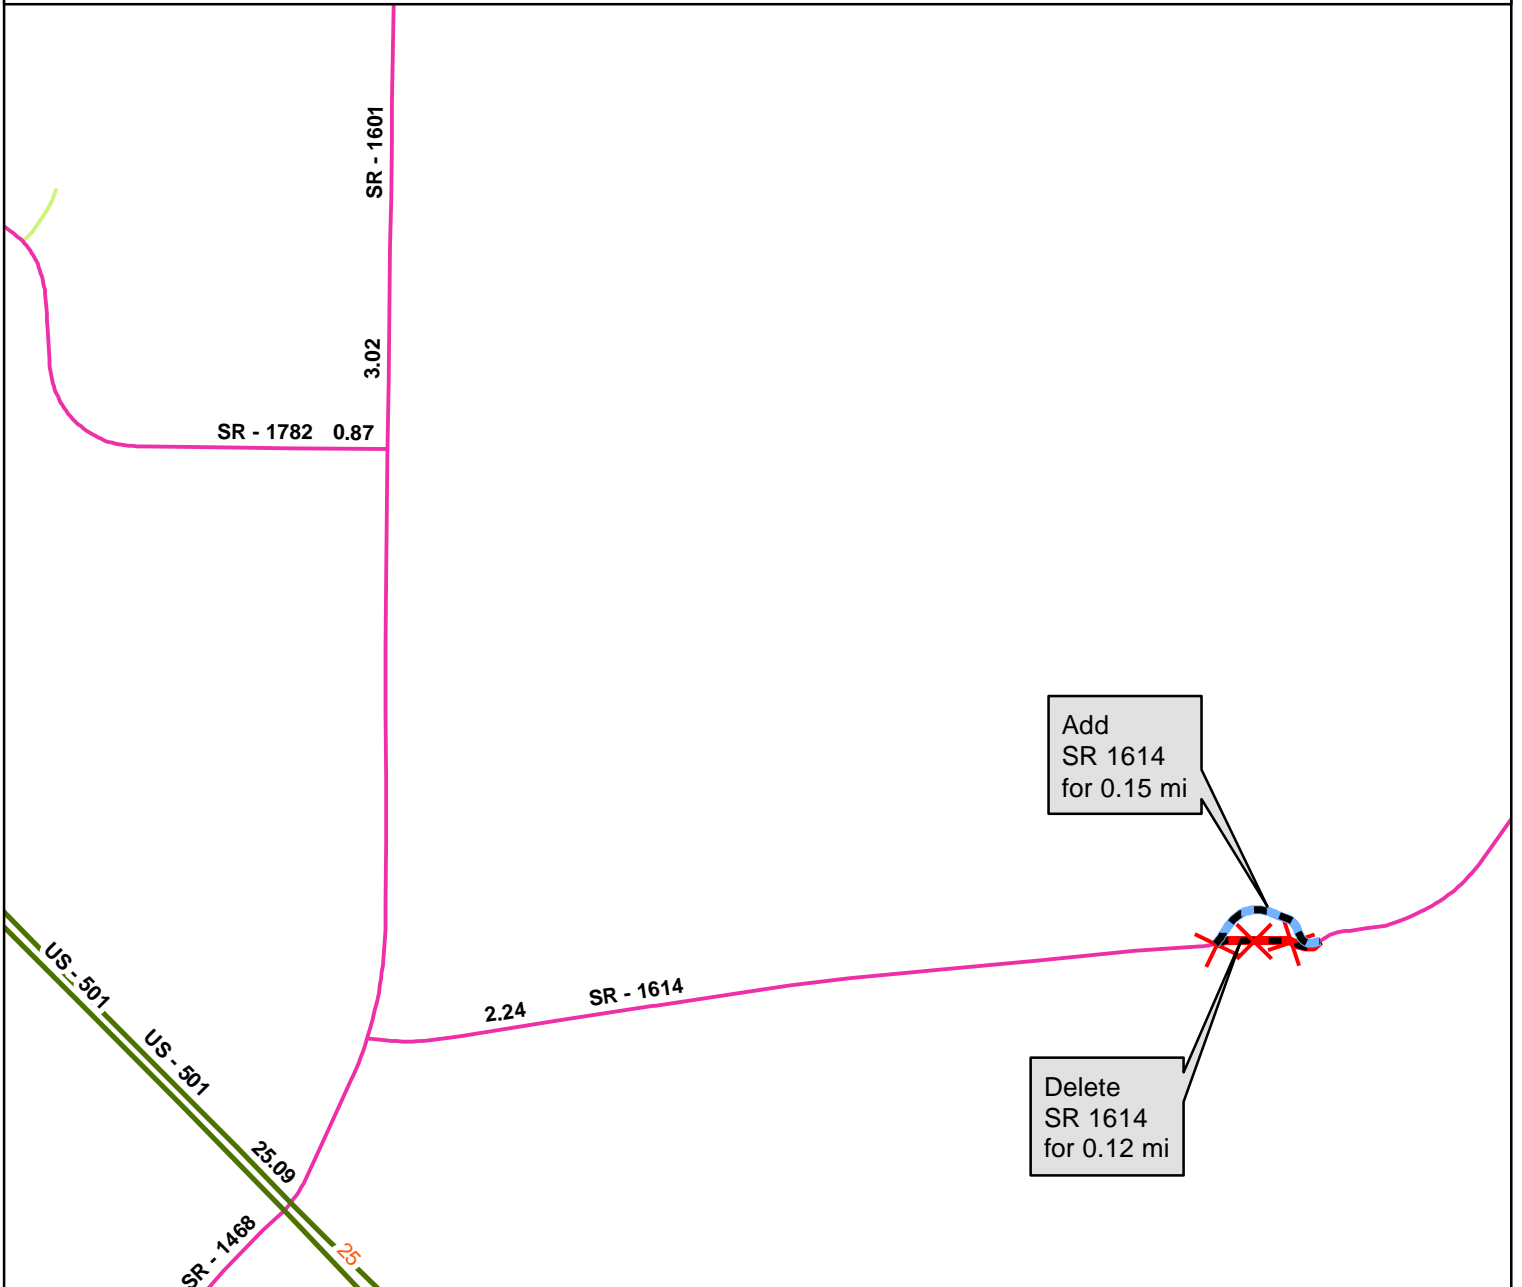 SR - 1601
3.02
SR - 1782 0.87
Add
SR 1614
for 0.15 mi
US - 501
US - 501
25.09
2.24
SR - 1614
Delete
SR 1614
for 0.12 mi
SR - 1468
25